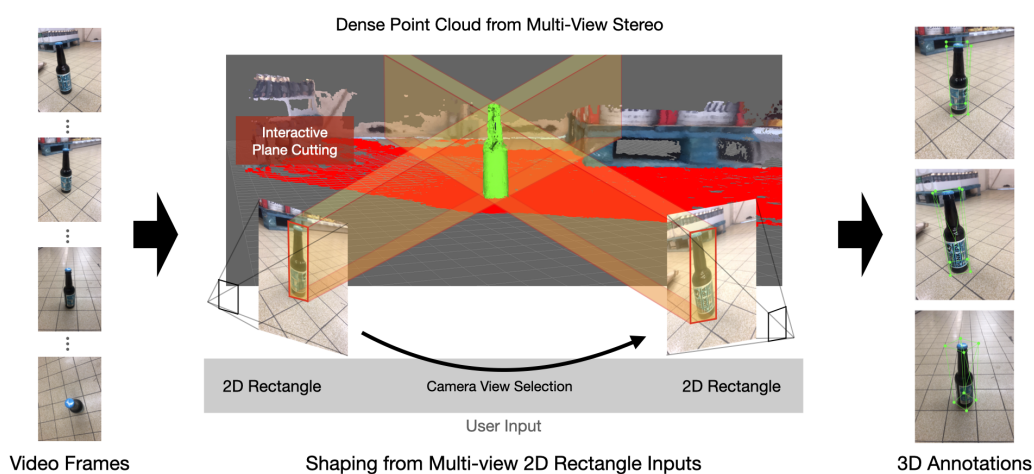 Dense Point Cloud from Multi-View Stereo
Interactive
Plane Cutting
2D Rectangle
Camera View Selection
2D Rectangle
User Input
Video Frames
Shaping from Multi-view 2D Rectangle Inputs
3D Annotations